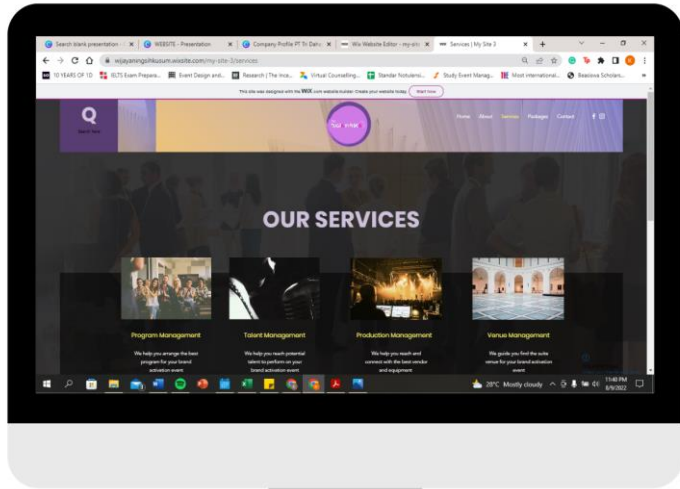 Search blank presentation -
WEBSITE - Presentation
Company Profile PT Tri Datu
Wix Website Editor - my-site
Services | My Site 3
wijayaningsihkusum.wixsite.com/my-site-3/services
10 YEARS OF 1D
IELTS Exam Prepara...
Event Design and...
Research | The Inva...
Virtual Counselling...
Standar Notulensi...
Study Event Manag...
Most international...
Beasiswa Schools...
This site was designed with the WIX.com website builder. Create your website today.
Start Now
Home About Services Packages Contact
OUR SERVICES
Program Management
We help you arrange the best
program for your brand
activation event
Talent Management
We help you reach potential
talent to perform on your
brand activation event
Production Management
We help you reach and
connect with the best vendor
and equipment
Venue Management
We guide you find the suite
venue for your brand activation
event
28°C Mostly cloudy
11:40 PM
8/9/2022